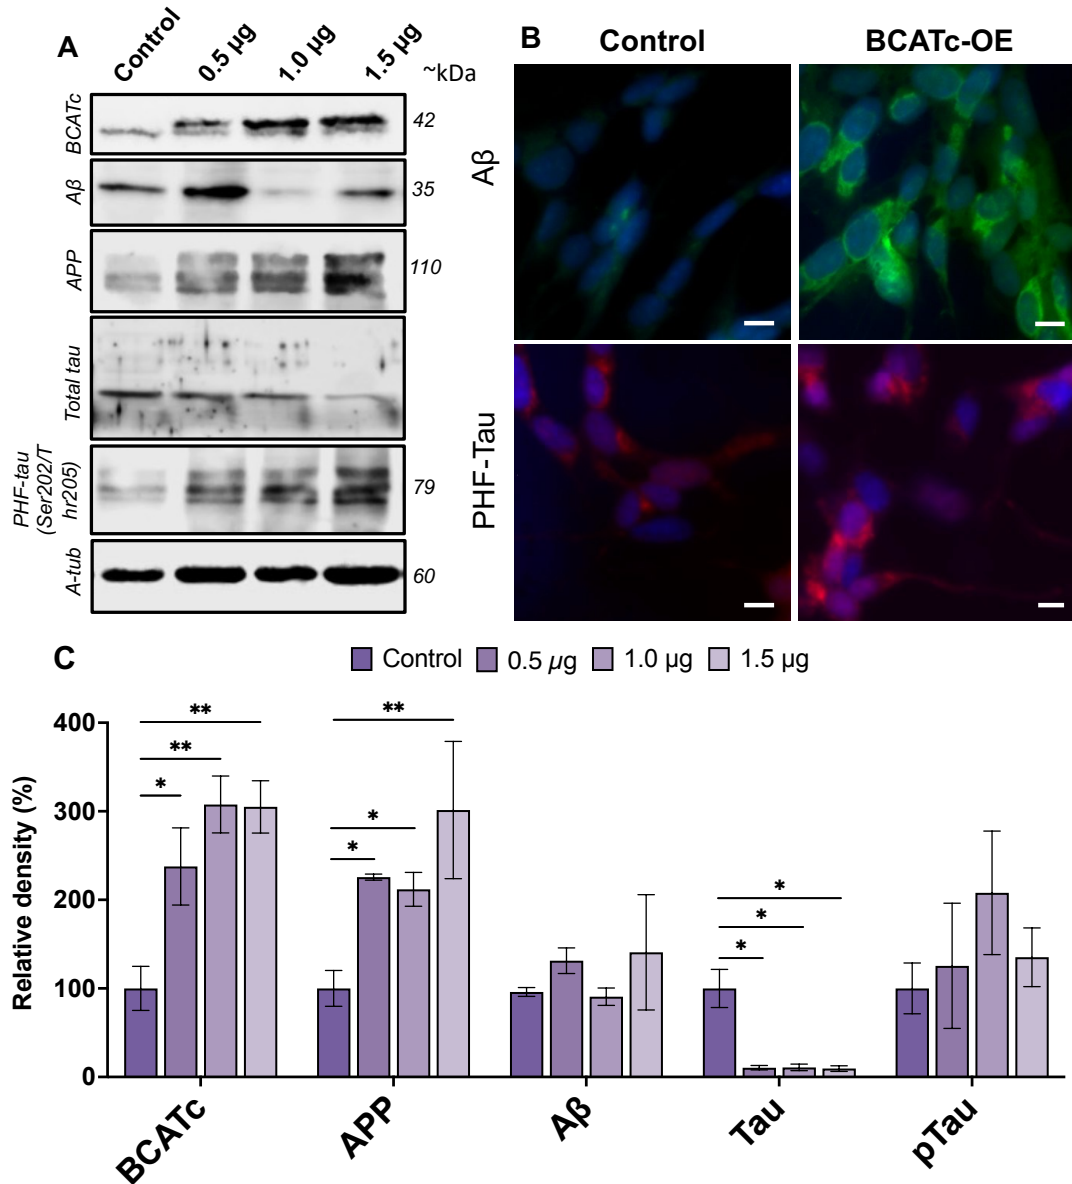 A
Control
0.5 µg
1.0 µg
1.5 µg
~kDa
BCATc
42
Aβ
35
APP
110
Total tau
PHF-tau
(Ser202/T
hr205)
79
A-tub
60
B
Control
BCATc-OE
Aβ
PHF-Tau
C
Control
0.5 µg
1.0 µg
1.5 µg
Relative density (%)
400
300
200
100
0
**
**
*
**
*
*
*
*
*
BCATc
APP
Aβ
Tau
pTau